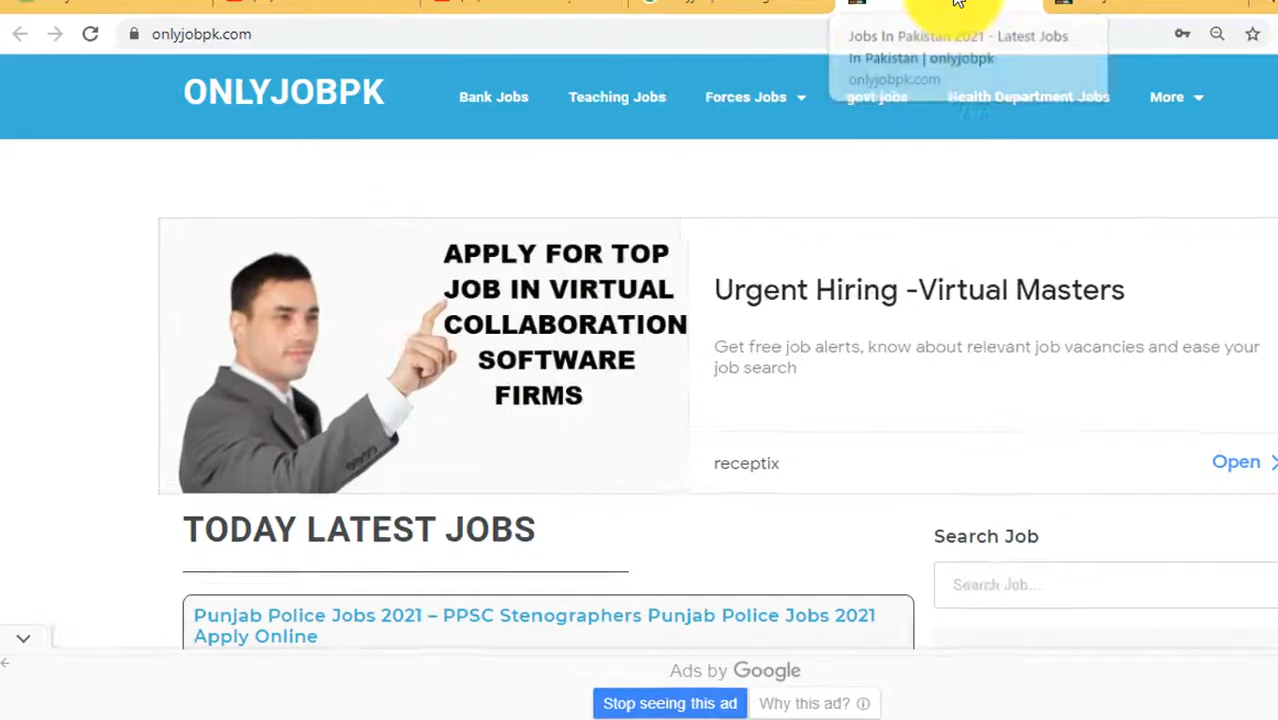 onlyjobpk.com
Jobs In Pakistan 2021 - Latest Jobs
In Pakistan | onlyjobpk
onlyjobpk.com
ONLYJOBPK
Bank Jobs
Teaching Jobs
Forces Jobs
govt jobs
Health Department Jobs
More
APPLY FOR TOP
JOB IN VIRTUAL
COLLABORATION
SOFTWARE
FIRMS
Urgent Hiring -Virtual Masters
Get free job alerts, know about relevant job vacancies and ease your
job search
receptix
Open
TODAY LATEST JOBS
Search Job
Search Job...
Punjab Police Jobs 2021 – PPSC Stenographers Punjab Police Jobs 2021
Apply Online
Ads by Google
Stop seeing this ad
Why this ad?